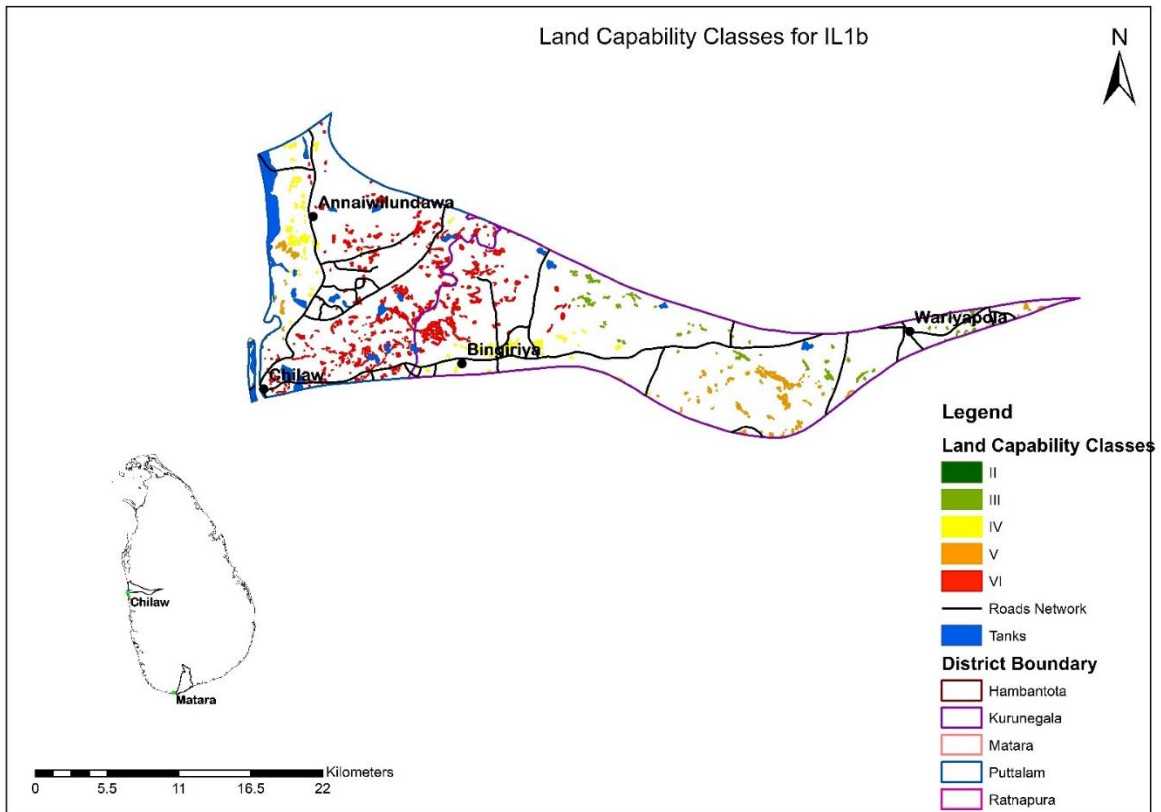 Land Capability Classes for IL1b
N
Annaiwilundawa
Wariyapola
Bingiriya
Chilaw
Legend
Land Capability Classes
II
III
IV
V
VI
Roads Network
Tanks
District Boundary
Hambantota
Kurunegala
Matara
Puttalam
Ratnapura
Chilaw
Matara
Kilometers
0 5.5 11 16.5 22